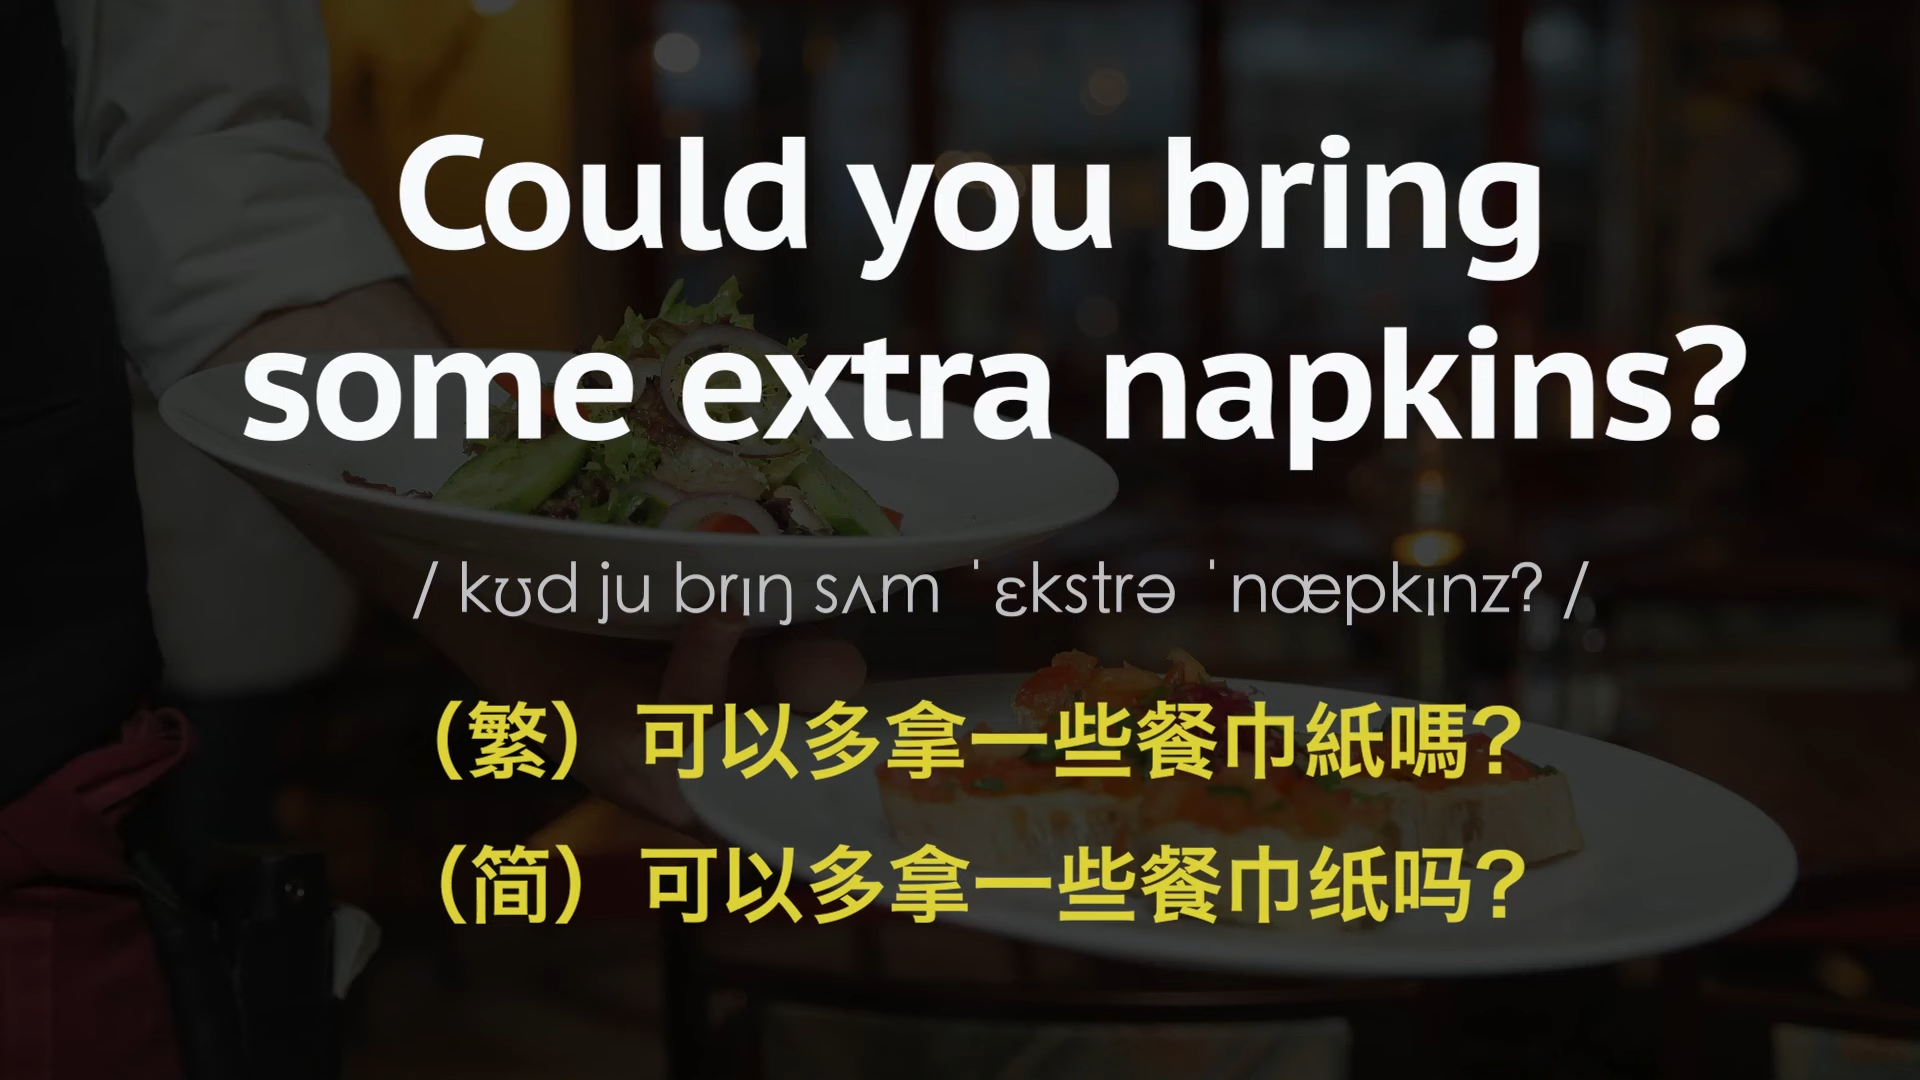 Could you bring
some extra napkins?
/ kʊd ju brɪŋ sʌm ˈɛkstrə ˈnæpkɪnz? /
（繁）可以多拿一些餐巾紙嗎?
（简）可以多拿一些餐巾纸吗?